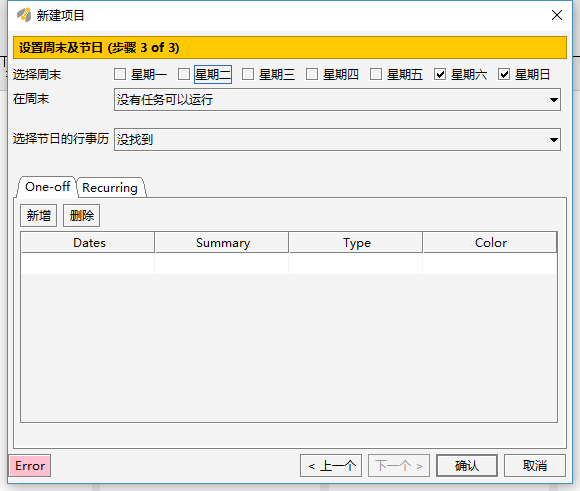 新建项目
设置周末及节日 (步骤 3 of 3)
选择周末 星期一 星期二 星期三 星期四 星期五 星期六 星期日
在周末 没有任务可以运行
选择节日的行事历 没找到
One-off Recurring
新增 删除
Dates Summary Type Color
Error < 上一个 下一个 > 确认 取消